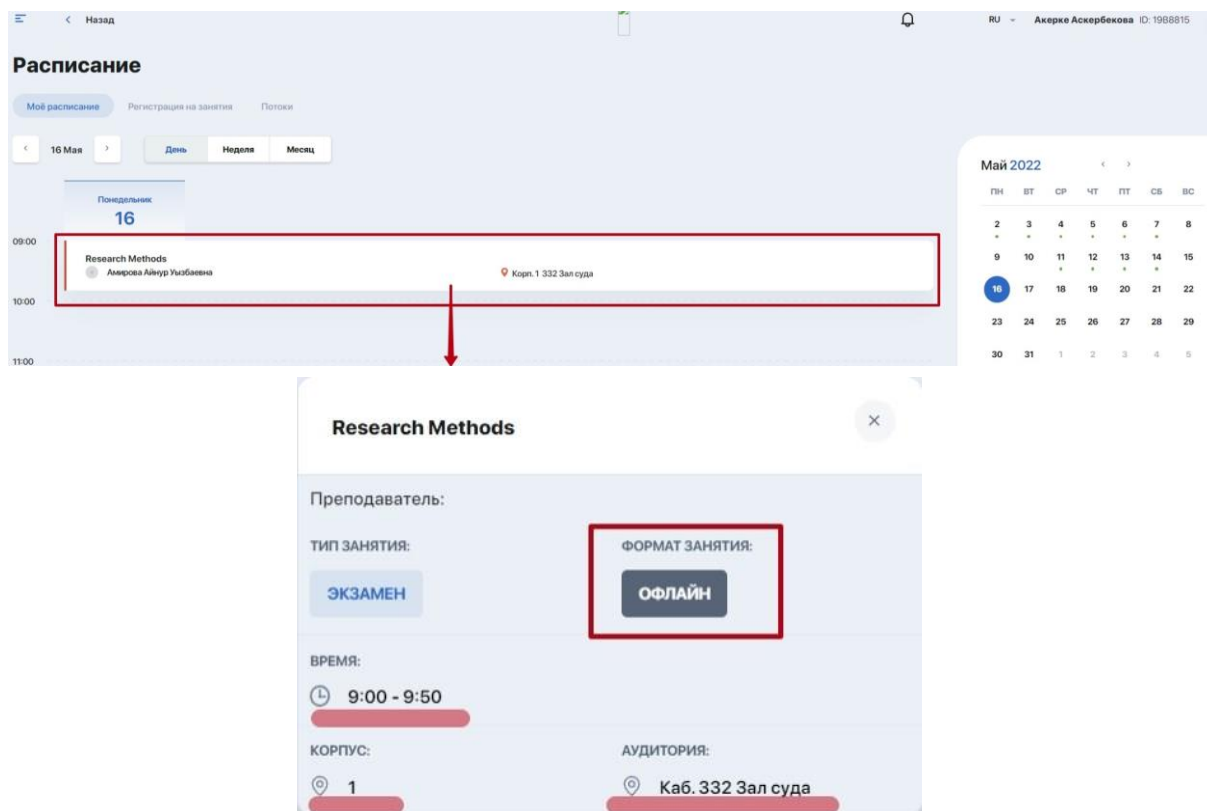 Назад
RU Акерке Аскербекова ID: 19B8815
Расписание
Моё расписание Регистрация на занятия Потоки
16 Мая День Неделя Месяц
Май 2022
ПН ВТ СР ЧТ ПТ СБ ВС
Понедельник
16
2 3 4 5 6 7 8
09:00
Research Methods
Амирова Айнур Уызбаевна
Корп. 1 332 Зал суда
9 10 11 12 13 14 15
16 17 18 19 20 21 22
10:00
23 24 25 26 27 28 29
30 31 1 2 3 4 5
11:00
Research Methods
Преподаватель:
ТИП ЗАНЯТИЯ: ФОРМАТ ЗАНЯТИЯ:
ЭКЗАМЕН ОФЛАЙН
ВРЕМЯ:
9:00 - 9:50
КОРПУС: АУДИТОРИЯ:
1 Каб. 332 Зал суда